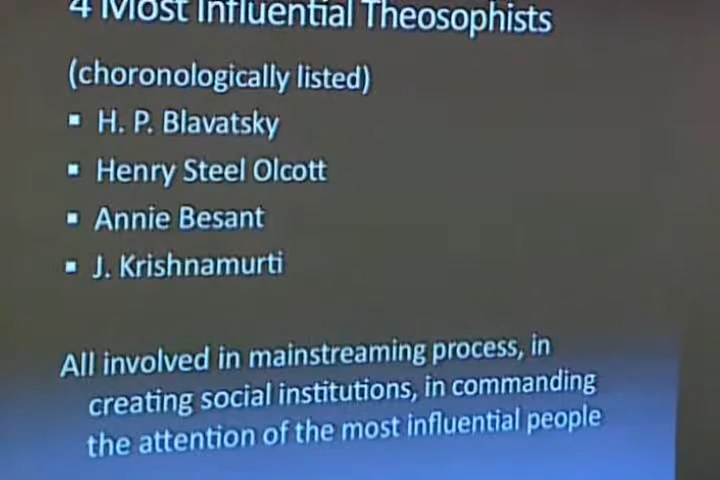 4 Most Influential Theosophists
(choronologically listed)
▪ H. P. Blavatsky
▪ Henry Steel Olcott
▪ Annie Besant
▪ J. Krishnamurti
All involved in mainstreaming process, in
creating social institutions, in commanding
the attention of the most influential people